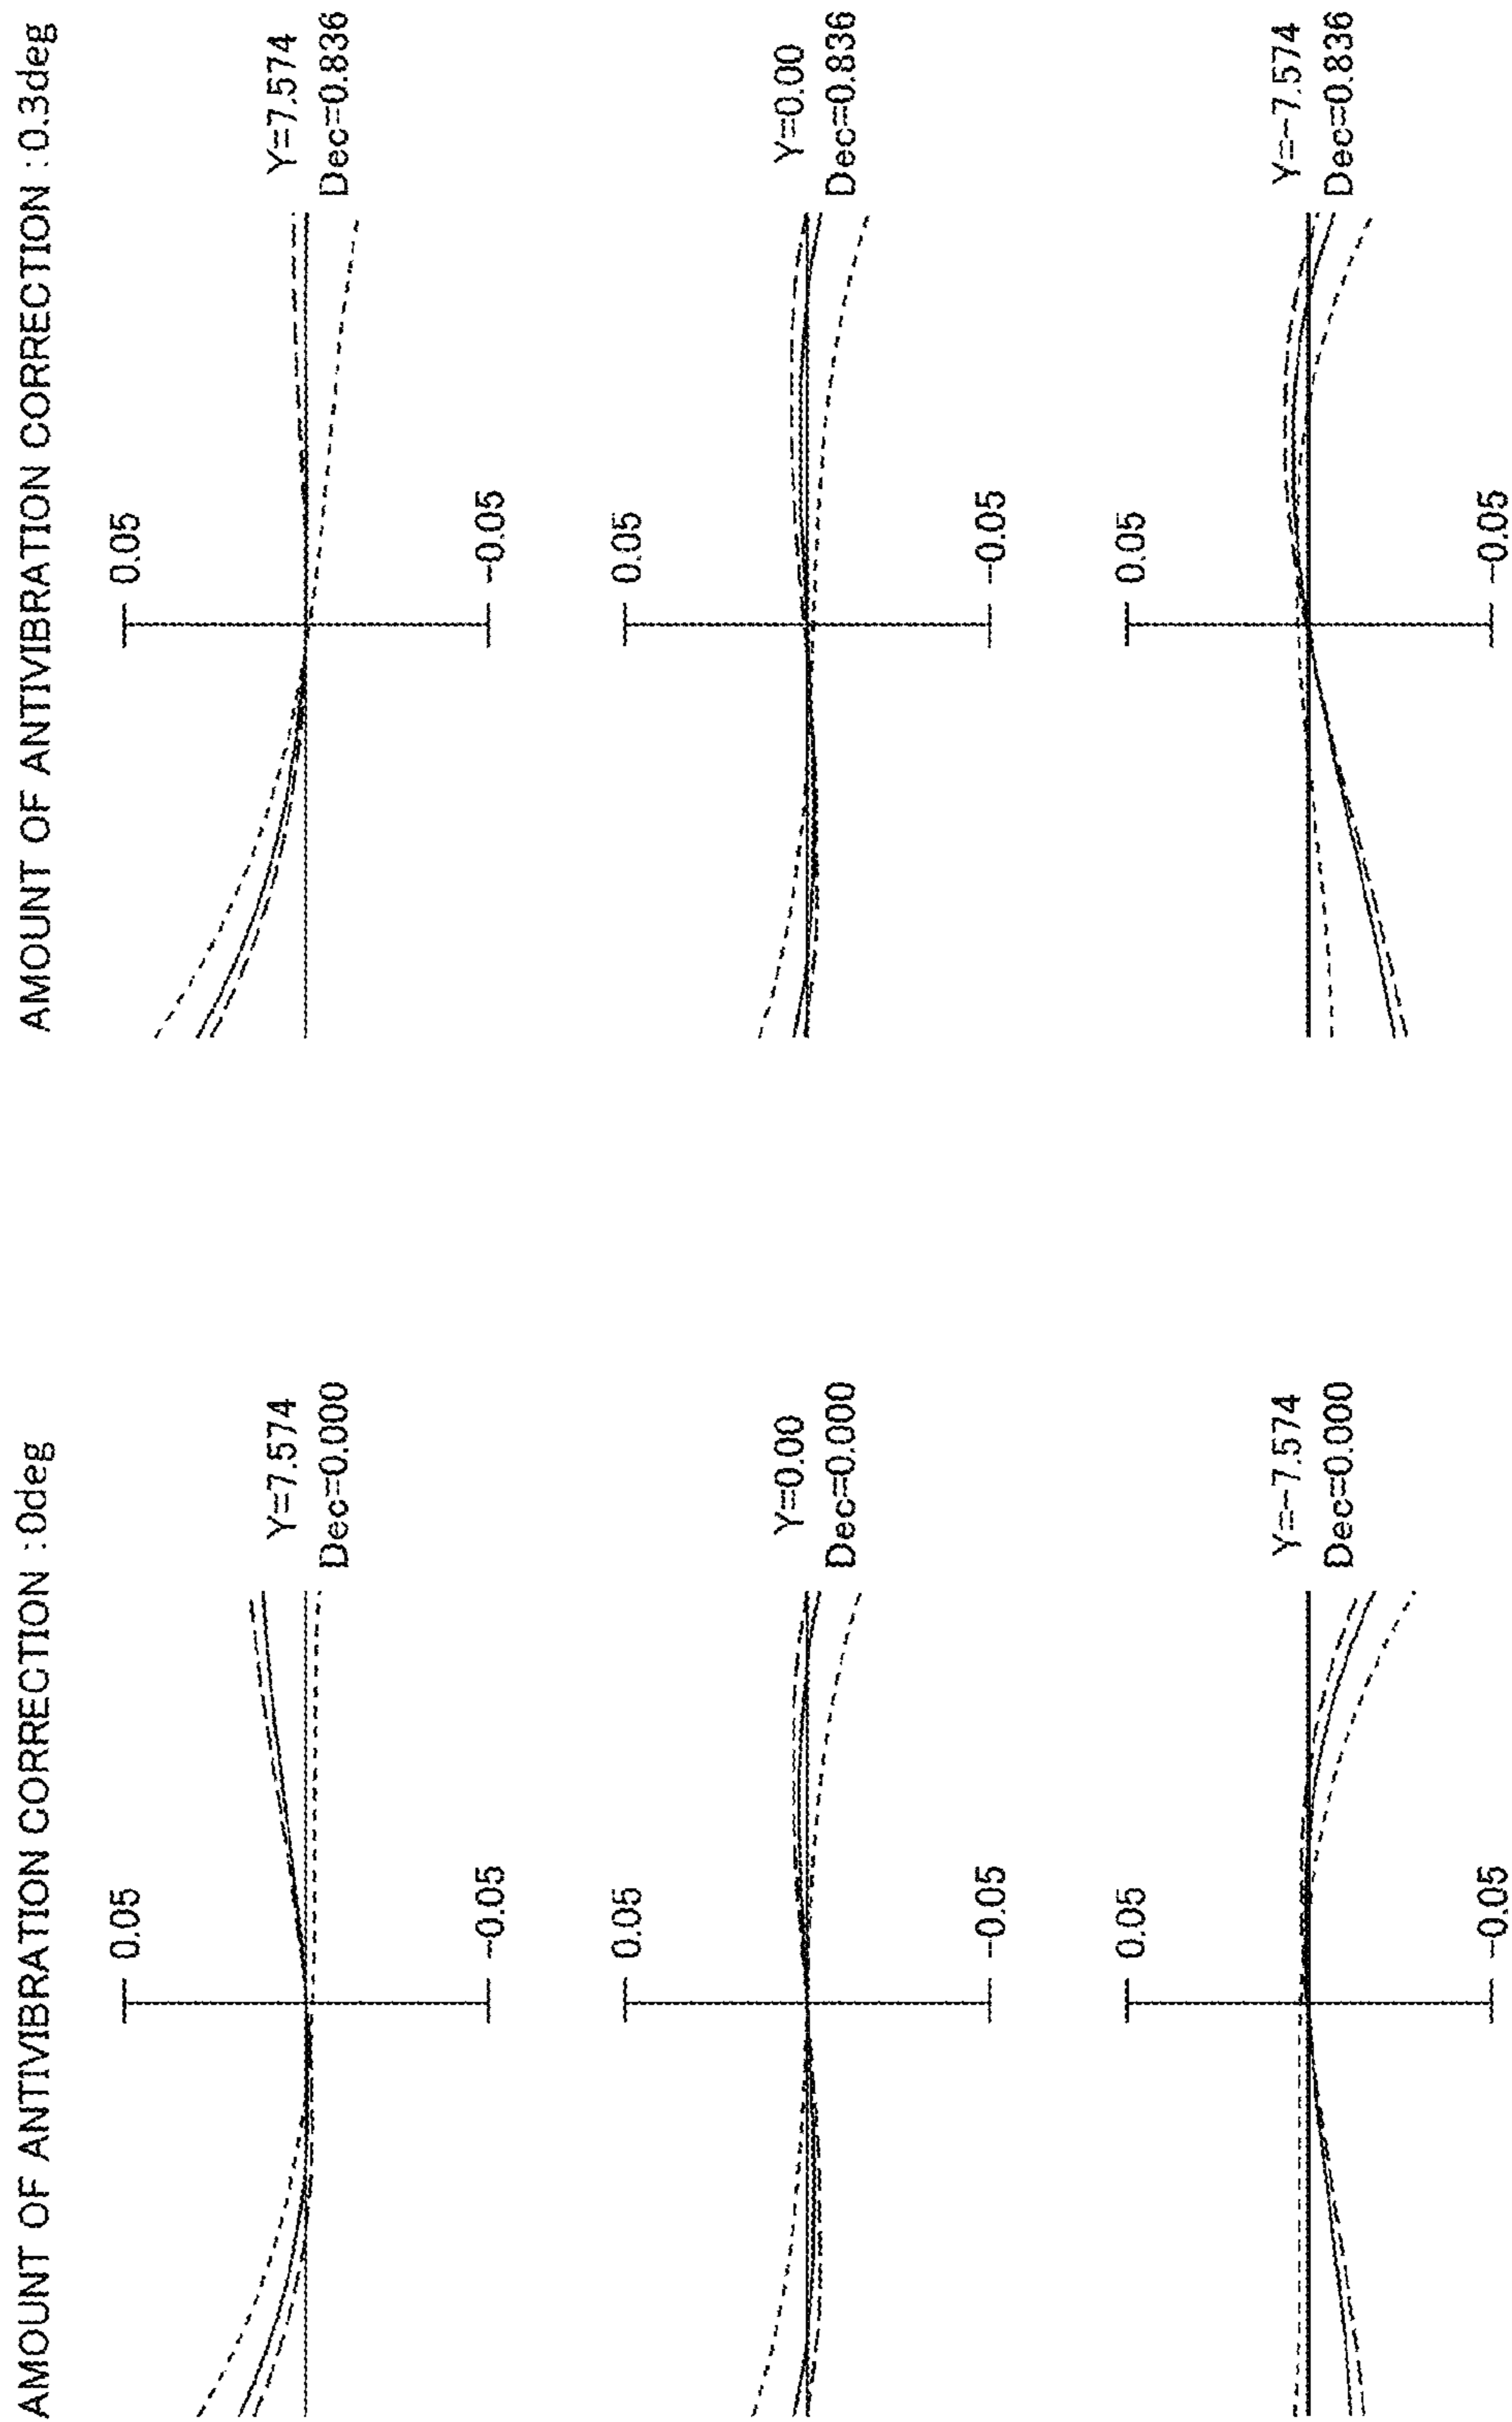 AMOUNT OF ANTIVIBRATION CORRECTION : 0deg
0.05
-0.05
Y=7.574
Dec=0.000
0.05
-0.05
Y=0.00
Dec=0.000
0.05
-0.05
Y=-7.574
Dec=0.000
AMOUNT OF ANTIVIBRATION CORRECTION : 0.3deg
0.05
-0.05
Y=7.574
Dec=0.836
0.05
-0.05
Y=0.00
Dec=0.836
0.05
-0.05
Y=-7.574
Dec=0.836